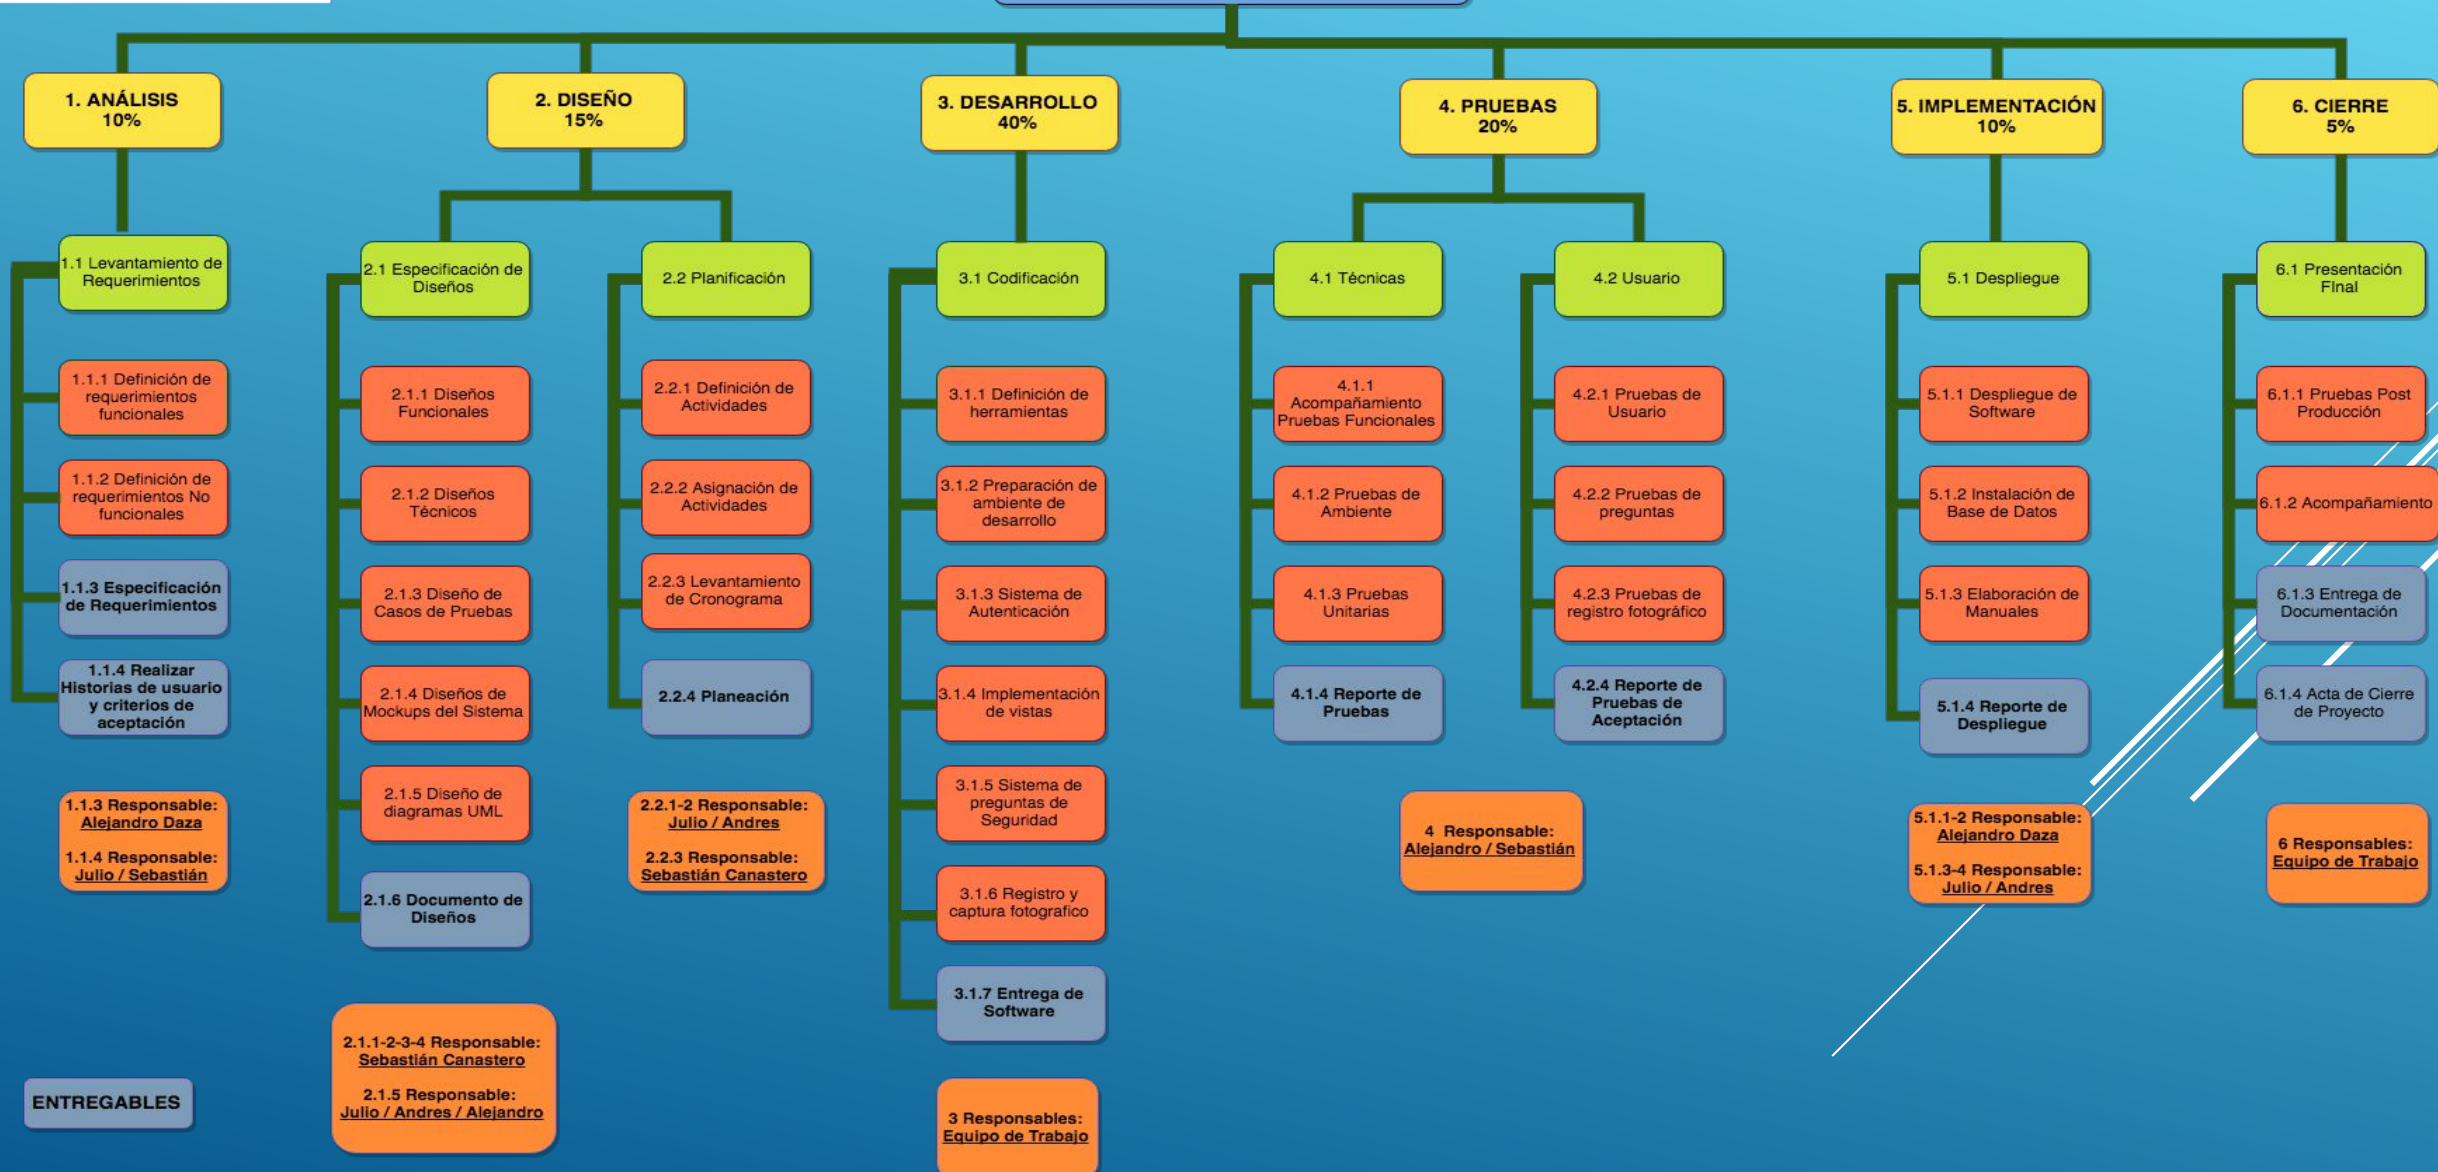 1. ANÁLISIS
10%
2. DISEÑO
15%
3. DESARROLLO
40%
4. PRUEBAS
20%
5. IMPLEMENTACIÓN
10%
6. CIERRE
5%
1.1 Levantamiento de
Requerimientos
1.1.1 Definición de
requerimientos
funcionales
1.1.2 Definición de
requerimientos No
funcionales
1.1.3 Especificación
de Requerimientos
1.1.4 Realizar
Historias de usuario
y criterios de
aceptación
1.1.3 Responsable:
Alejandro Daza
1.1.4 Responsable:
Julio / Sebastián
2.1 Especificación de
Diseños
2.1.1 Diseños
Funcionales
2.1.2 Diseños
Técnicos
2.1.3 Diseño de
Casos de Pruebas
2.1.4 Diseños de
Mockups del Sistema
2.1.5 Diseño de
diagramas UML
2.1.6 Documento de
Diseños
2.1.1-2-3-4 Responsable:
Sebastián Canastero
2.1.5 Responsable:
Julio / Andres / Alejandro
2.2 Planificación
2.2.1 Definición de
Actividades
2.2.2 Asignación de
Actividades
2.2.3 Levantamiento
de Cronograma
2.2.4 Planeación
2.2.1-2 Responsable:
Julio / Andres
2.2.3 Responsable:
Sebastián Canastero
3.1 Codificación
3.1.1 Definición de
herramientas
3.1.2 Preparación de
ambiente de
desarrollo
3.1.3 Sistema de
Autenticación
3.1.4 Implementación
de vistas
3.1.5 Sistema de
preguntas de
Seguridad
3.1.6 Registro y
captura fotografico
3.1.7 Entrega de
Software
3 Responsables:
Equipo de Trabajo
4.1 Técnicas
4.1.1
Acompañamiento
Pruebas Funcionales
4.1.2 Pruebas de
Ambiente
4.1.3 Pruebas
Unitarias
4.1.4 Reporte de
Pruebas
4.2 Usuario
4.2.1 Pruebas de
Usuario
4.2.2 Pruebas de
preguntas
4.2.3 Pruebas de
registro fotográfico
4.2.4 Reporte de
Pruebas de
Aceptación
4 Responsable:
Alejandro / Sebastián
5.1 Despliegue
5.1.1 Despliegue de
Software
5.1.2 Instalación de
Base de Datos
5.1.3 Elaboración de
Manuales
5.1.4 Reporte de
Despliegue
5.1.1-2 Responsable:
Alejandro Daza
5.1.3-4 Responsable:
Julio / Andres
6.1 Presentación
FInal
6.1.1 Pruebas Post
Producción
6.1.2 Acompañamiento
6.1.3 Entrega de
Documentación
6.1.4 Acta de Cierre
de Proyecto
6 Responsables:
Equipo de Trabajo
ENTREGABLES